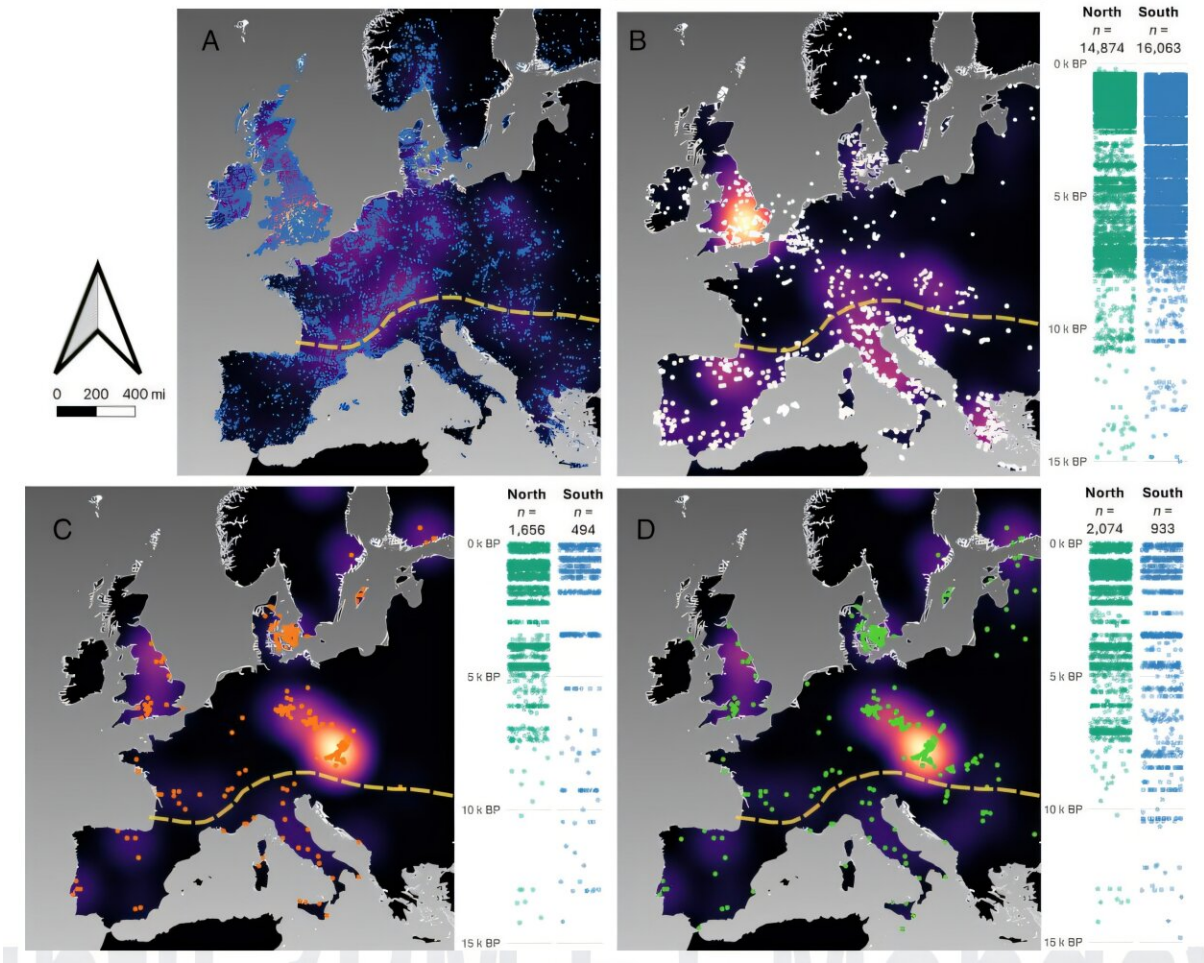 A
B
North South
n = n =
14,874 16,063
0 k BP
5 k BP
10 k BP
15 k BP
0 200 400 mi
C
North South
n = n =
1,656 494
0 k BP
5 k BP
10 k BP
15 k BP
D
North South
n = n =
2,074 933
0 k BP
5 k BP
10 k BP
15 k BP